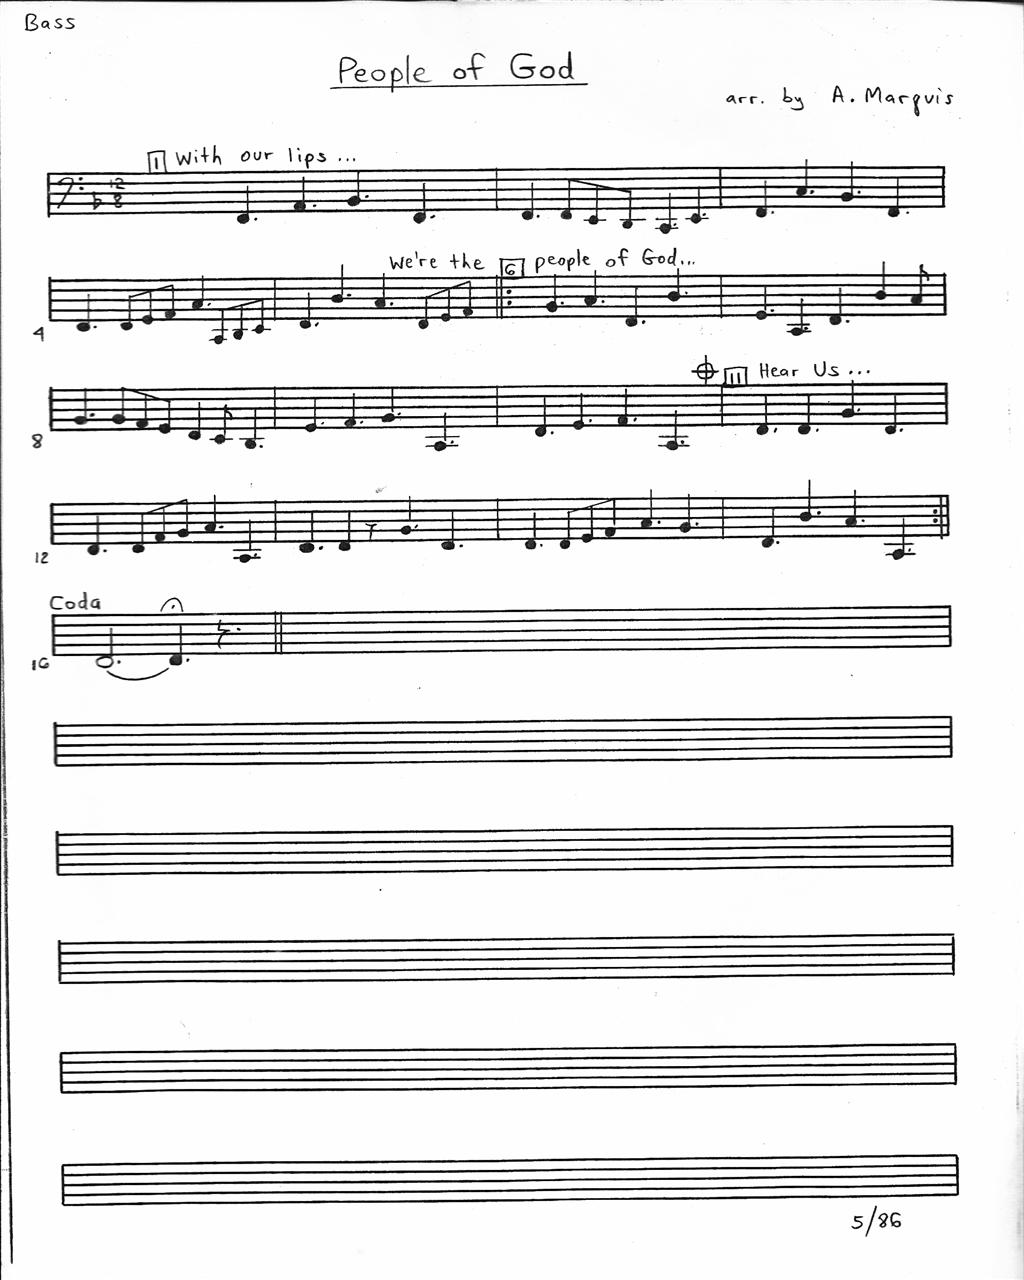 Bass
People of God
arr. by A. Marquis
1 With our lips ...
12
8
We're the 6 people of God...
4
11 Hear Us ...
8
12
Coda
16
5/86